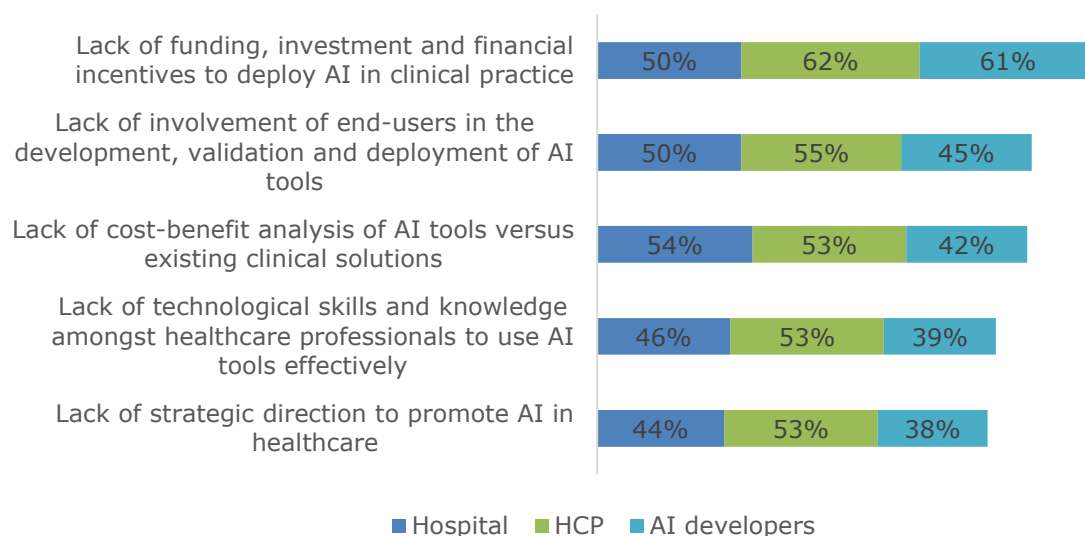 Lack of funding, investment and financial
incentives to deploy AI in clinical practice
50% 62% 61%
Lack of involvement of end-users in the
development, validation and deployment of AI
tools
50% 55% 45%
Lack of cost-benefit analysis of AI tools versus
existing clinical solutions
54% 53% 42%
Lack of technological skills and knowledge
amongst healthcare professionals to use AI
tools effectively
46% 53% 39%
Lack of strategic direction to promote AI in
healthcare
44% 53% 38%
Hospital HCP AI developers